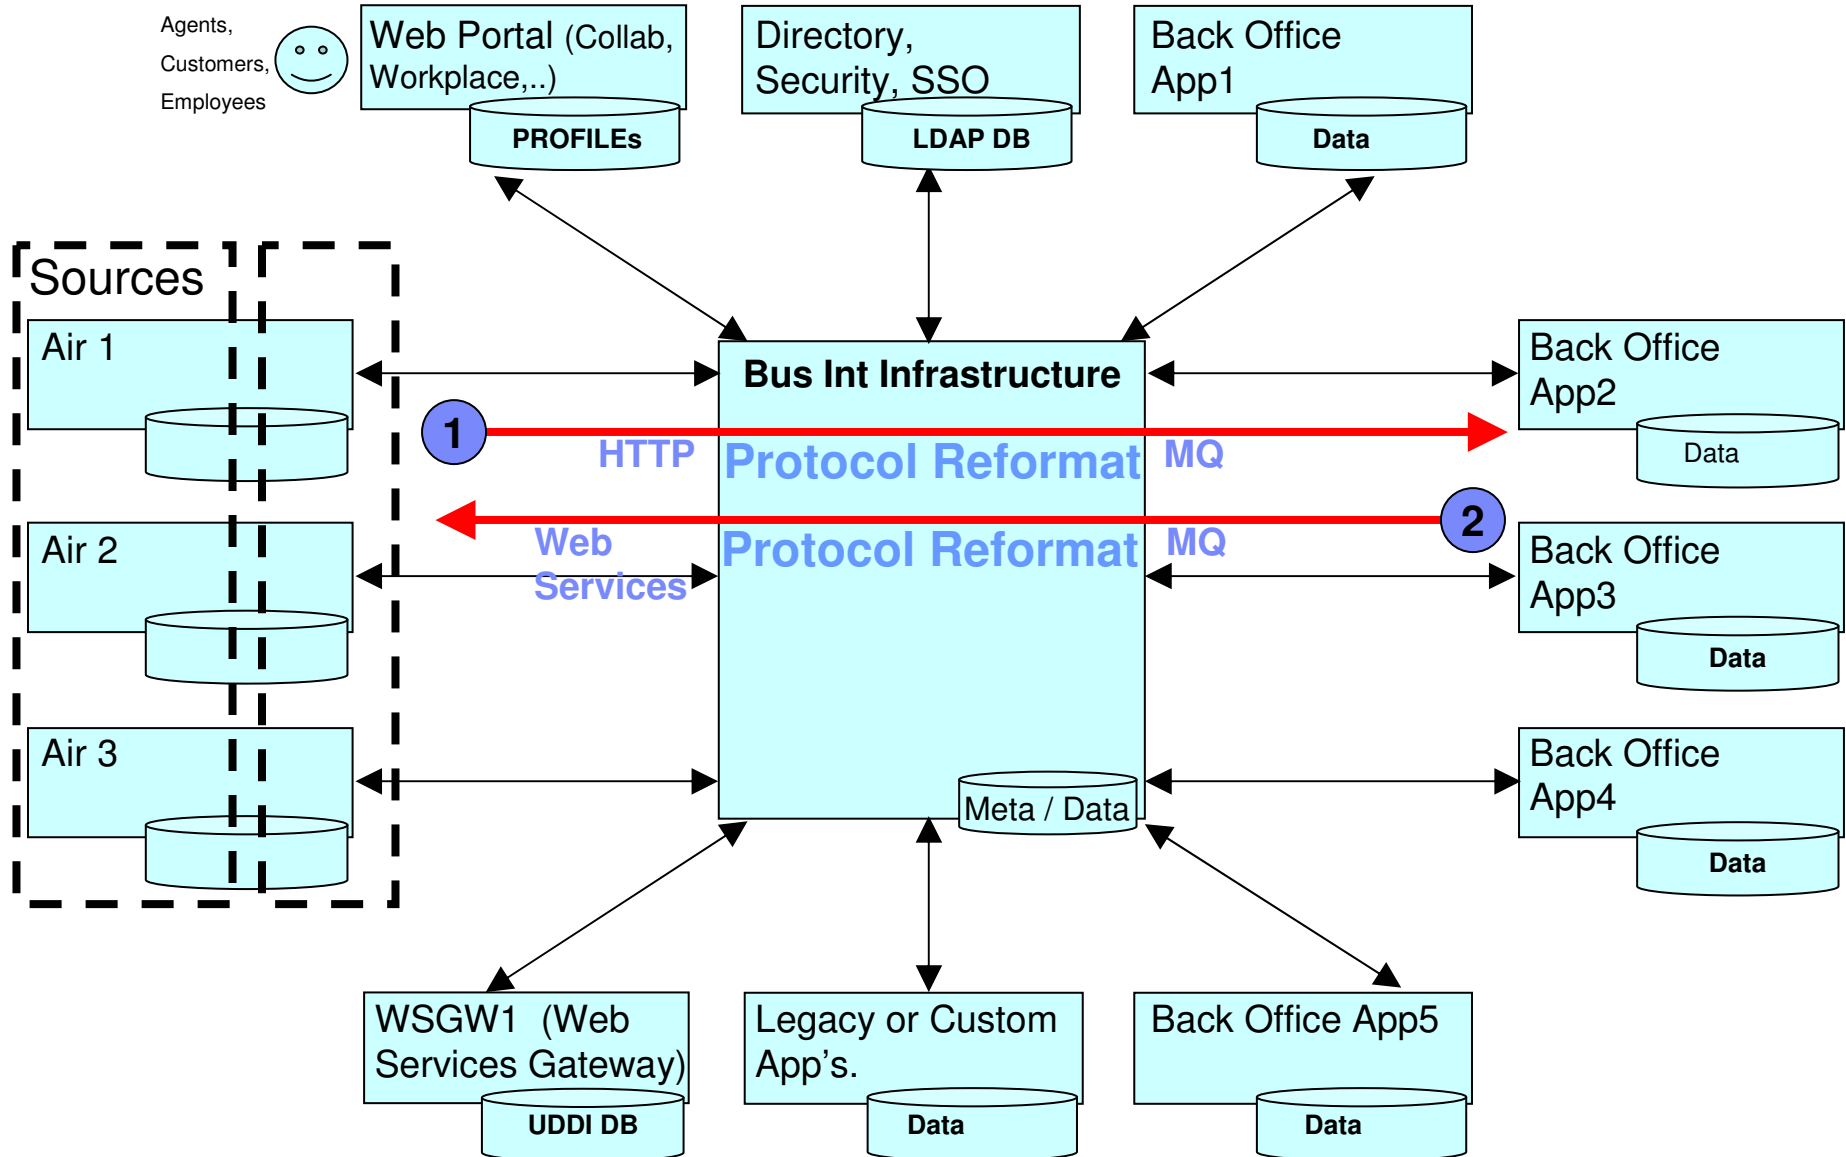 Agents,
Customers,
Employees
Web Portal (Collab,
Workplace,..)
PROFILEs
Directory,
Security, SSO
LDAP DB
Back Office
App1
Data
Sources
Air 1
Air 2
Air 3
Bus Int Infrastructure
1
HTTP
Protocol Reformat
MQ
2
Web
Services
Protocol Reformat
MQ
Meta / Data
Back Office
App2
Data
Back Office
App3
Data
Back Office
App4
Data
WSGW1 (Web
Services Gateway)
UDDI DB
Legacy or Custom
App's.
Data
Back Office App5
Data